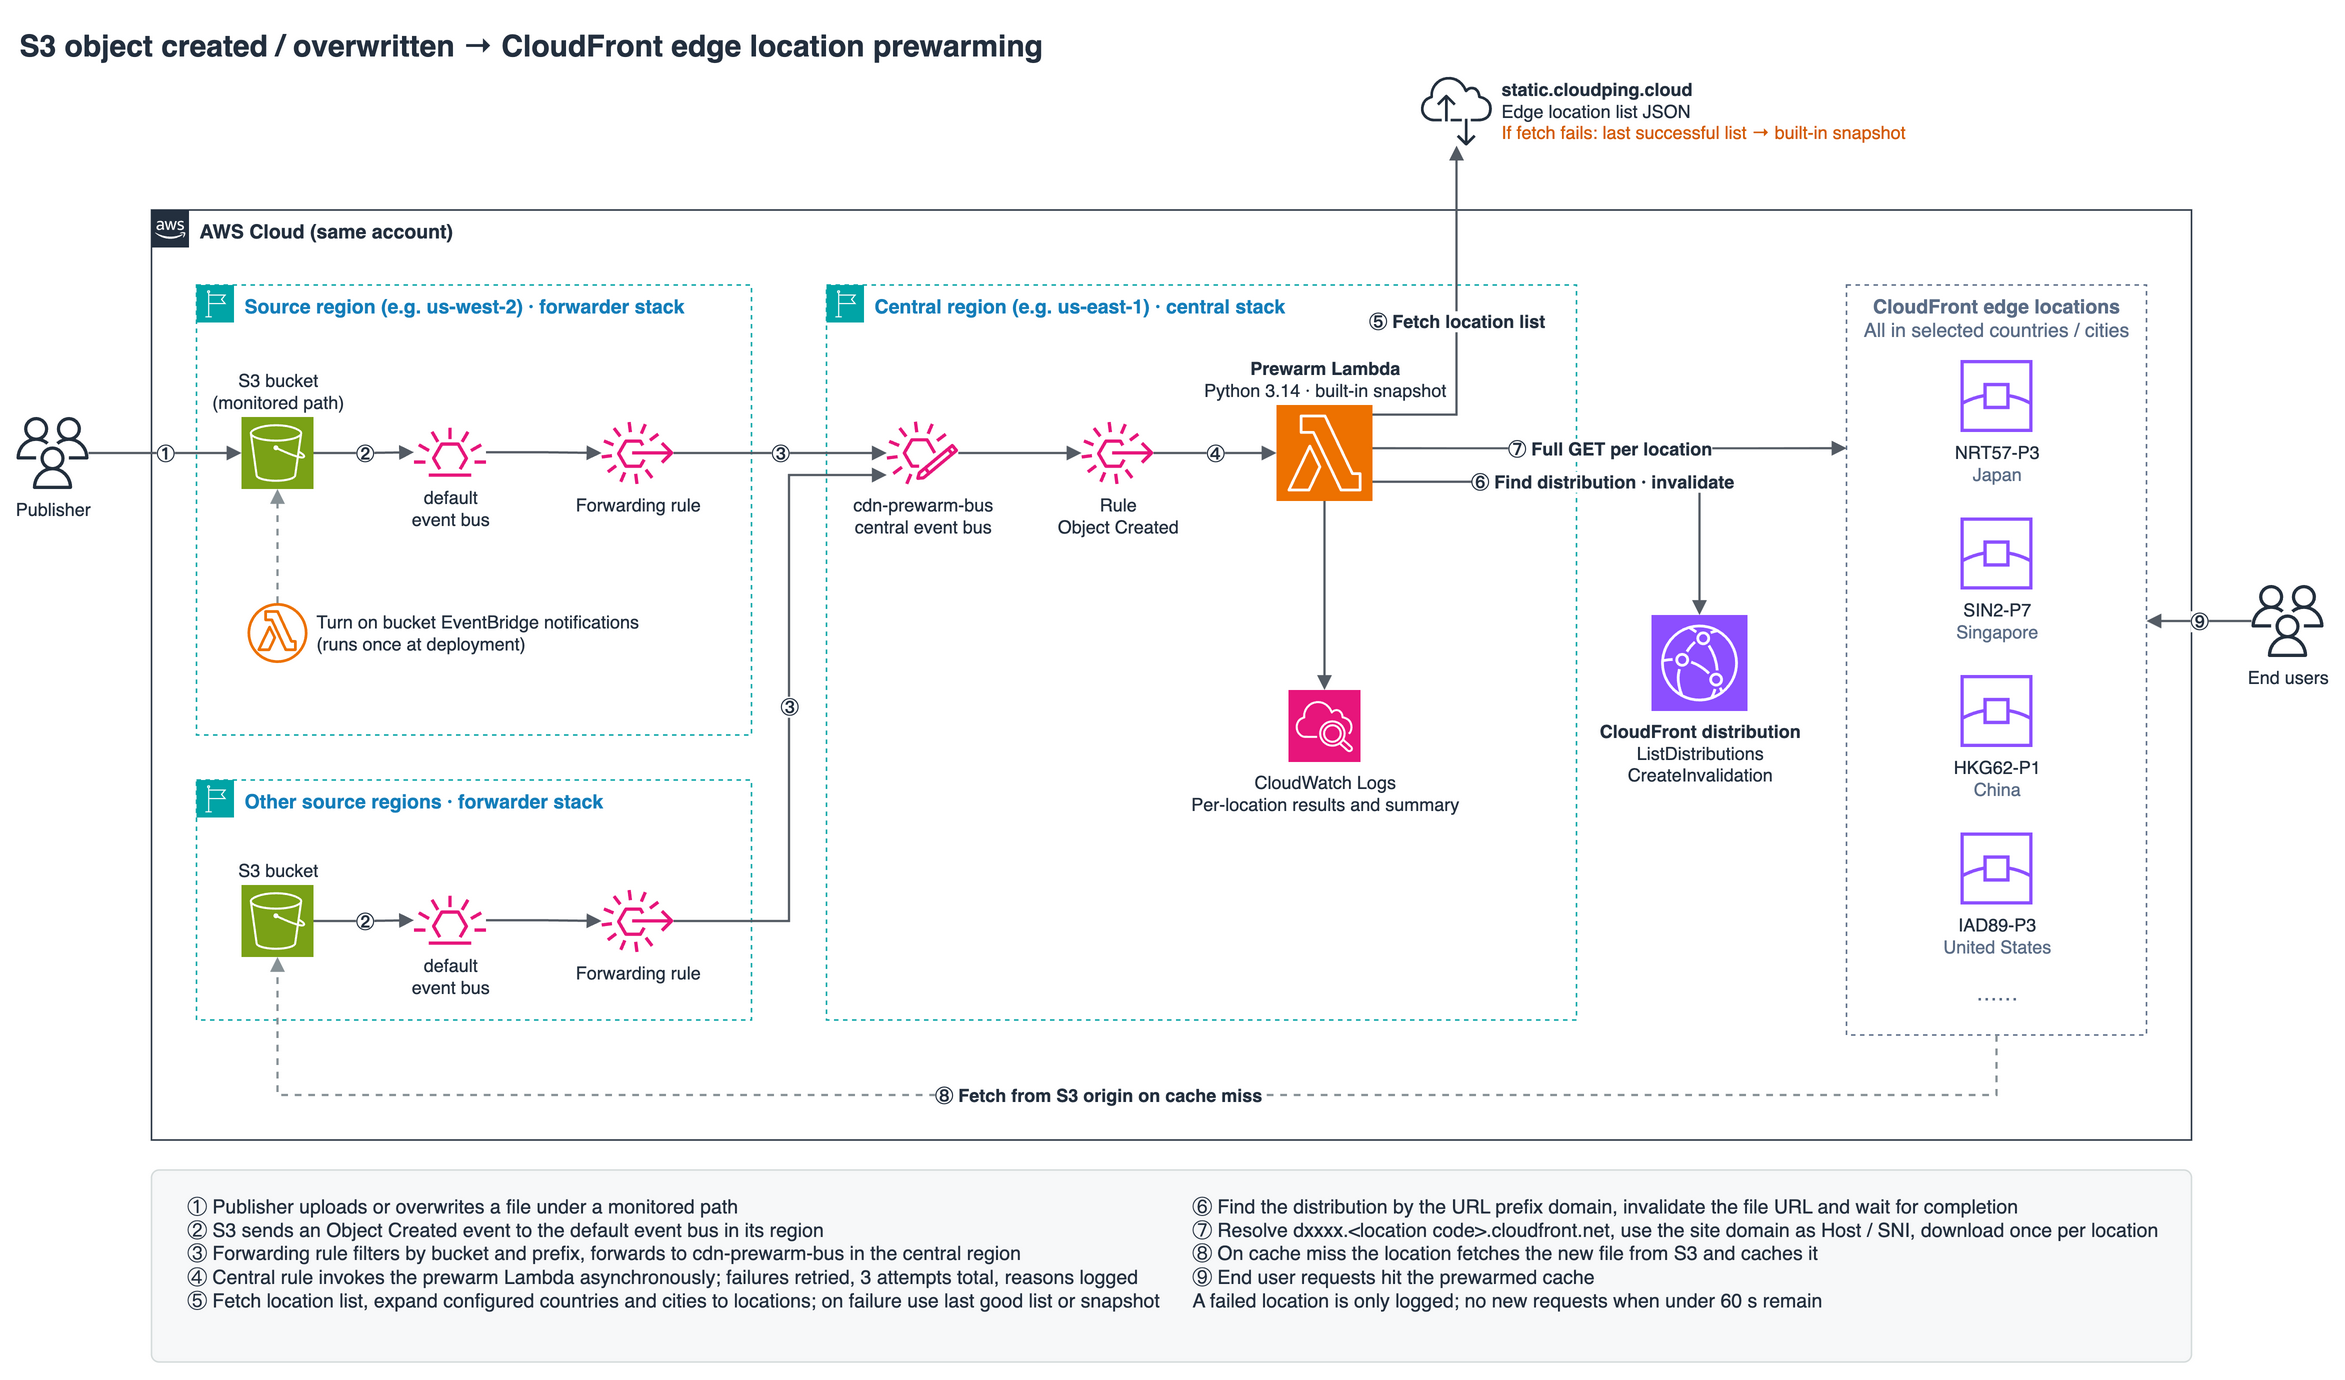 S3 object created / overwritten → CloudFront edge location prewarming
static.cloudping.cloud
Edge location list JSON
If fetch fails: last successful list → built-in snapshot
aws
AWS Cloud (same account)
Source region (e.g. us-west-2) · forwarder stack
Central region (e.g. us-east-1) · central stack
CloudFront edge locations
All in selected countries / cities
⑤ Fetch location list
Prewarm Lambda
Python 3.14 · built-in snapshot
S3 bucket
(monitored path)
①
②
③
④
⑦ Full GET per location
⑥ Find distribution · invalidate
Publisher
default
event bus
Forwarding rule
cdn-prewarm-bus
central event bus
Rule
Object Created
NRT57-P3
Japan
SIN2-P7
Singapore
HKG62-P1
China
IAD89-P3
United States
......
⑨
End users
Turn on bucket EventBridge notifications
(runs once at deployment)
③
CloudFront distribution
ListDistributions
CreateInvalidation
CloudWatch Logs
Per-location results and summary
Other source regions · forwarder stack
S3 bucket
②
default
event bus
Forwarding rule
⑧ Fetch from S3 origin on cache miss
① Publisher uploads or overwrites a file under a monitored path
② S3 sends an Object Created event to the default event bus in its region
③ Forwarding rule filters by bucket and prefix, forwards to cdn-prewarm-bus in the central region
④ Central rule invokes the prewarm Lambda asynchronously; failures retried, 3 attempts total, reasons logged
⑤ Fetch location list, expand configured countries and cities to locations; on failure use last good list or snapshot
⑥ Find the distribution by the URL prefix domain, invalidate the file URL and wait for completion
⑦ Resolve dxxxx.<location code>.cloudfront.net, use the site domain as Host / SNI, download once per location
⑧ On cache miss the location fetches the new file from S3 and caches it
⑨ End user requests hit the prewarmed cache
A failed location is only logged; no new requests when under 60 s remain